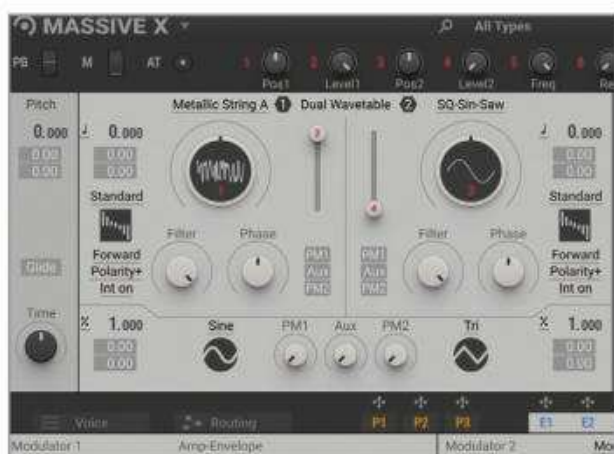 MASSIVE X
All Types
PB M AT 1 2 3 4 5 6
Pos1 Level1 Pos2 Level2 Freq Re
Pitch Metallic String A 1 Dual Wavetable 2 SQ-Sin-Saw
0.000 0.000 0.000
0.00 0.00 0.00
0.00 0.00 0.00
Standard Standard
Filter Phase Filter Phase
Forward PM1 PM1 Forward
Glide Polarity+ Aux Aux Polarity+
Int on PM2 PM2 Int on
Time
1.000 Sine PM1 Aux PM2 Tri 1.000
0.00 0.00
0.00 0.00
Voice Routing P1 P2 P3 E1 E2
Modulator 1 Amp-Envelope Modulator 2 Mo